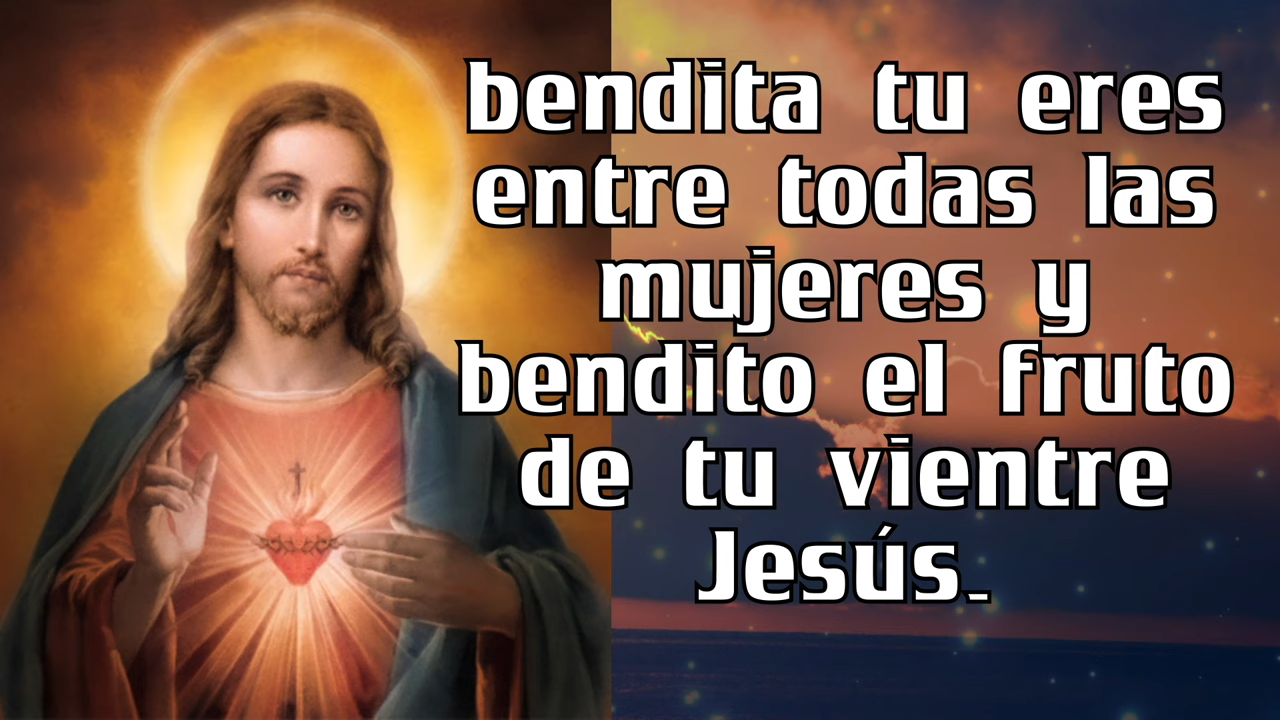 bendita tu eres
entre todas las
mujeres y
bendito el fruto
de tu vientre
Jesús.